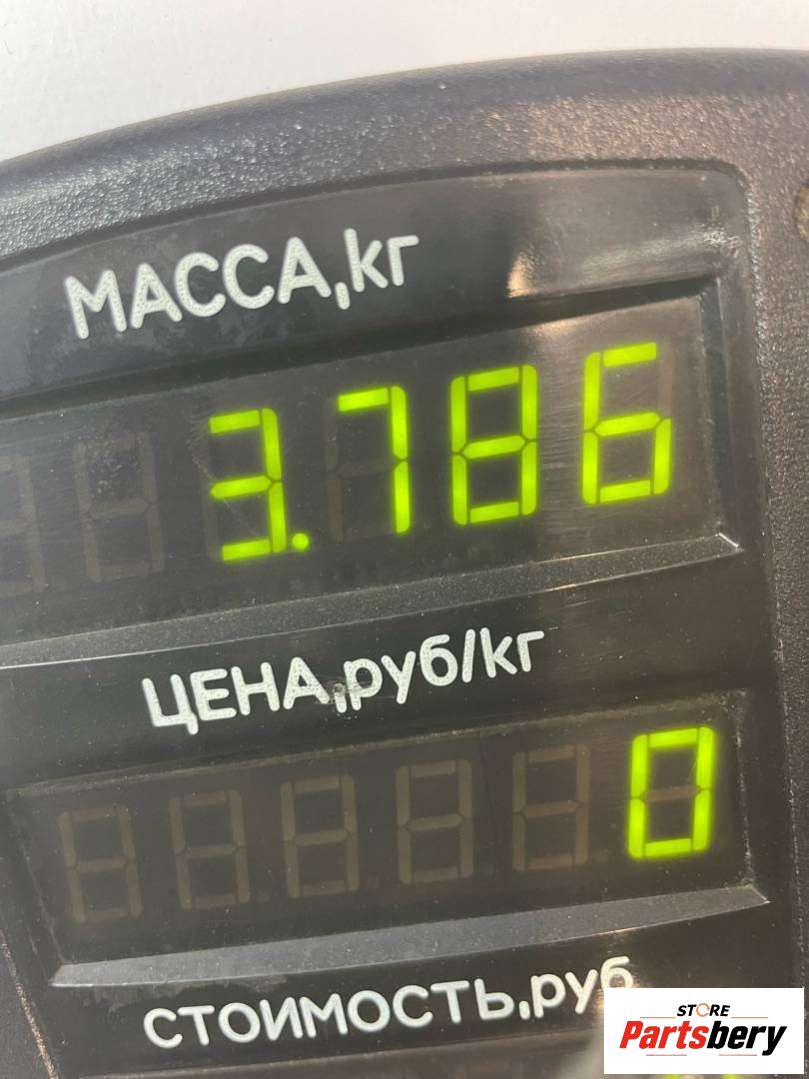 МАССА,кг
3.786
ЦЕНА,руб/кг
0
СТОИМОСТЬ,руб
STORE
Partsbery